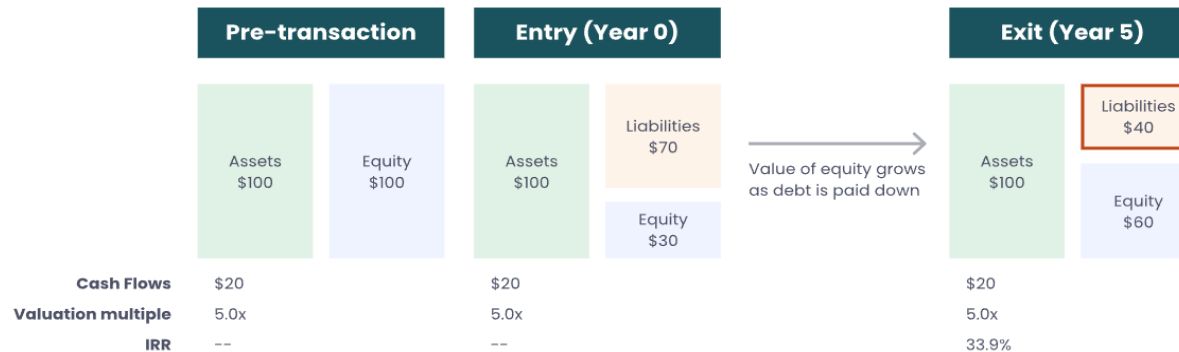 Pre-transaction
Entry (Year 0)
Exit (Year 5)
Assets
$100
Equity
$100
Assets
$100
Liabilities
$70
Equity
$30
Value of equity grows
as debt is paid down
Assets
$100
Liabilities
$40
Equity
$60
Cash Flows $20 $20 $20
Valuation multiple 5.0x 5.0x 5.0x
IRR -- -- 33.9%